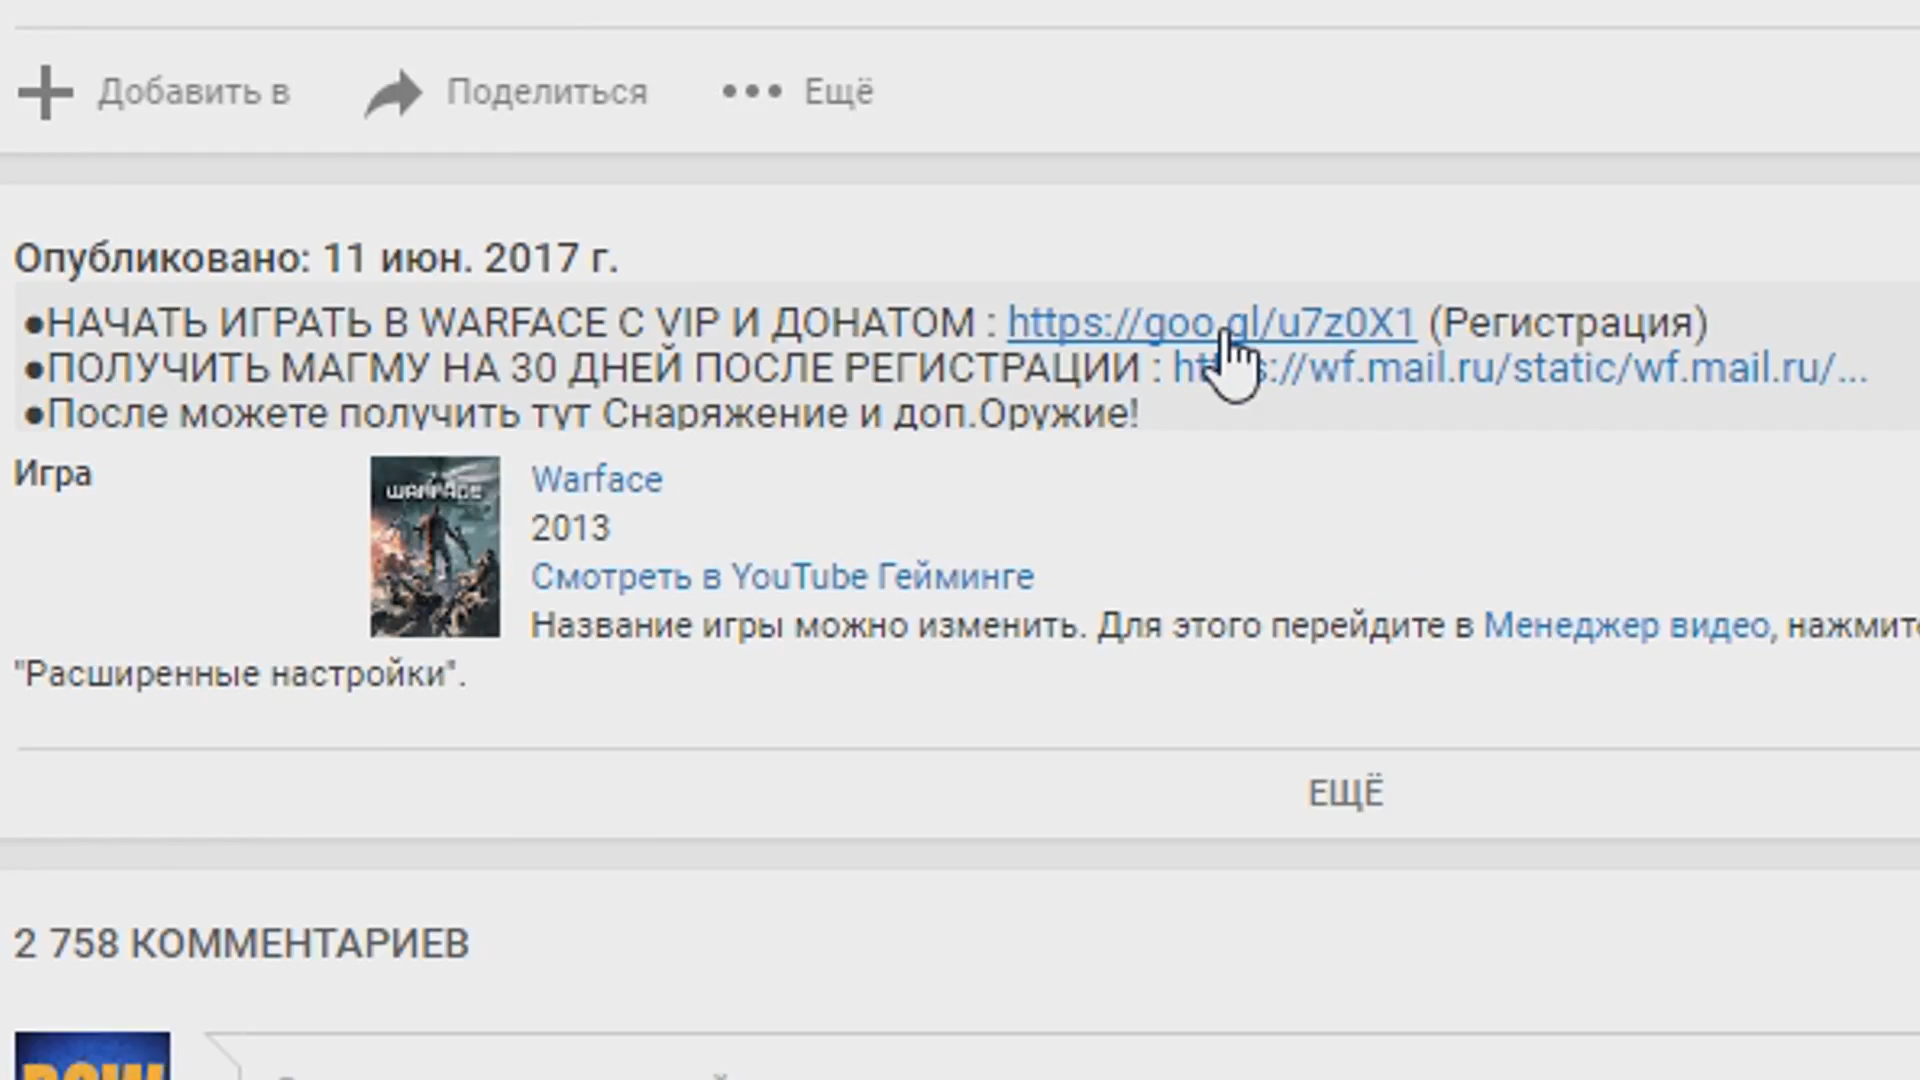 Добавить в Поделиться Ещё
Опубликовано: 11 июн. 2017 г.
●НАЧАТЬ ИГРАТЬ В WARFACE С VIP И ДОНАТОМ : https://goo.gl/u7z0X1 (Регистрация)
●ПОЛУЧИТЬ МАГМУ НА 30 ДНЕЙ ПОСЛЕ РЕГИСТРАЦИИ : https://wf.mail.ru/static/wf.mail.ru/...
●После можете получить тут Снаряжение и доп.Оружие!
Игра
WARFACE
Warface
2013
Смотреть в YouTube Гейминге
Название игры можно изменить. Для этого перейдите в Менеджер видео, нажмите
"Расширенные настройки".
ЕЩЁ
2 758 КОММЕНТАРИЕВ